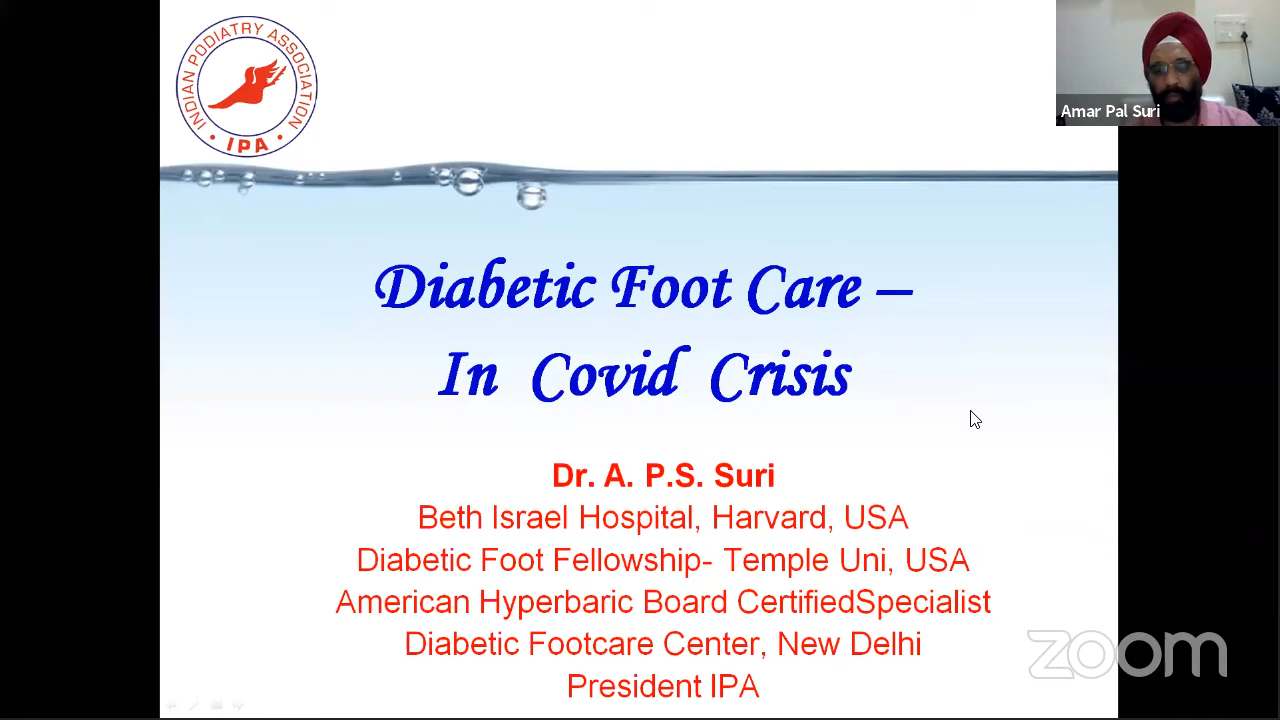 INDIAN PODIATRY ASSOCIATION
• IPA •
Amar Pal Suri
Diabetic Foot Care –
In Covid Crisis
Dr. A. P.S. Suri
Beth Israel Hospital, Harvard, USA
Diabetic Foot Fellowship- Temple Uni, USA
American Hyperbaric Board CertifiedSpecialist
Diabetic Footcare Center, New Delhi
President IPA
zoom